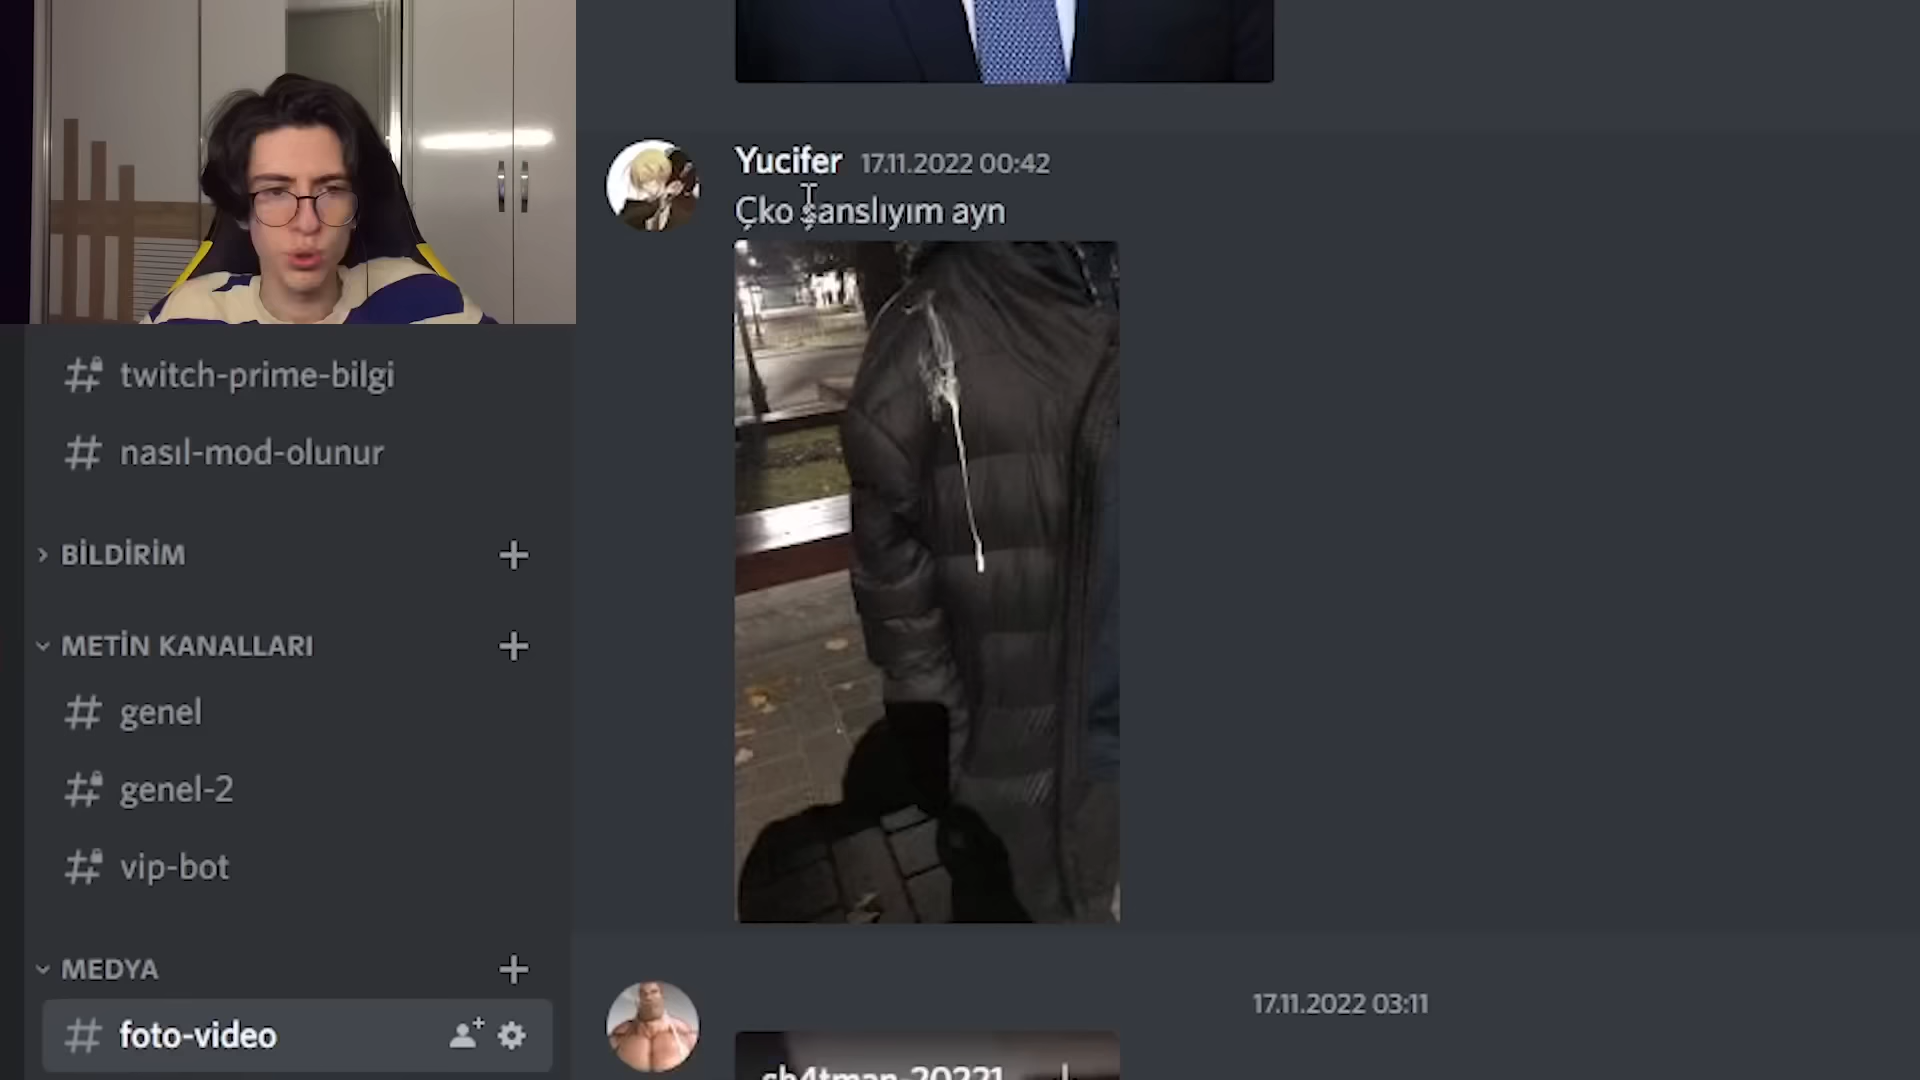 twitch-prime-bilgi
nasıl-mod-olunur
BİLDİRİM
METİN KANALLARI
genel
genel-2
vip-bot
MEDYA
foto-video
Yucifer 17.11.2022 00:42
Çko şanslıyım ayn
17.11.2022 03:11